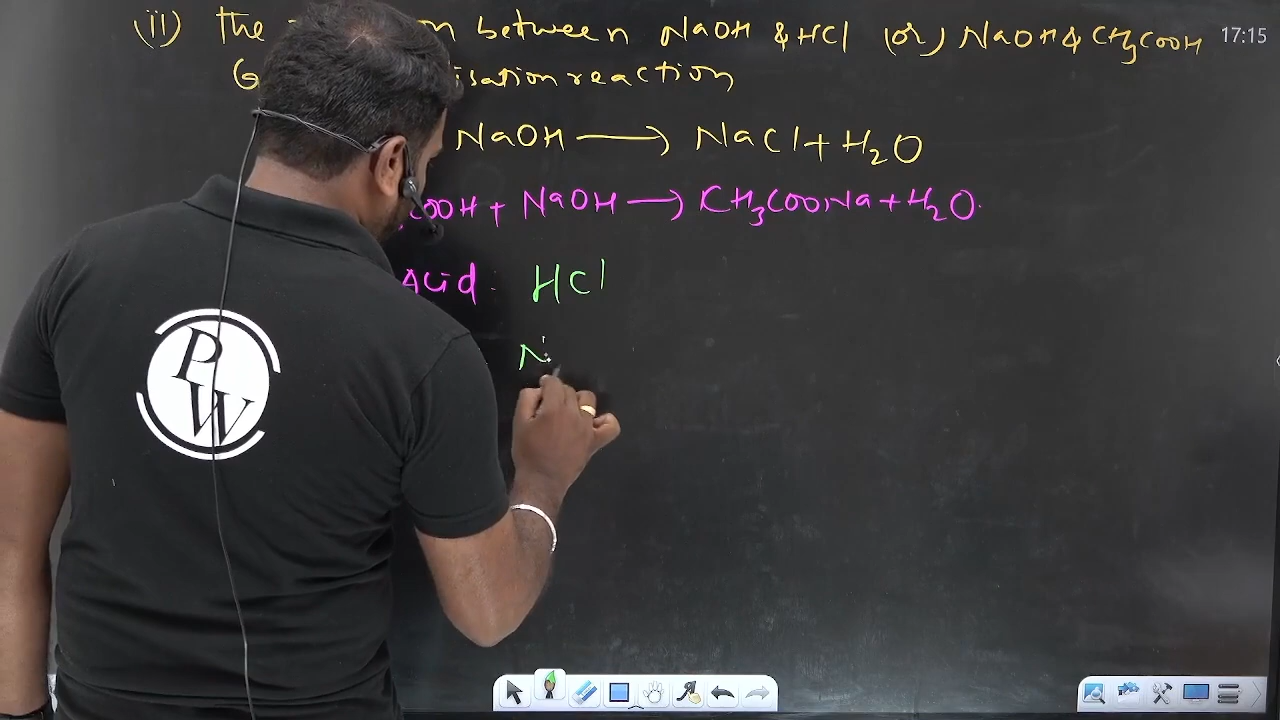 (ii) The between NaOH & HCl (or) NaOH & CH3COOH 17:15
isation reaction
NaOH → NaCl + H2O
COOH + NaOH → CH3COONa + H2O.
Acid HCl
N
PW